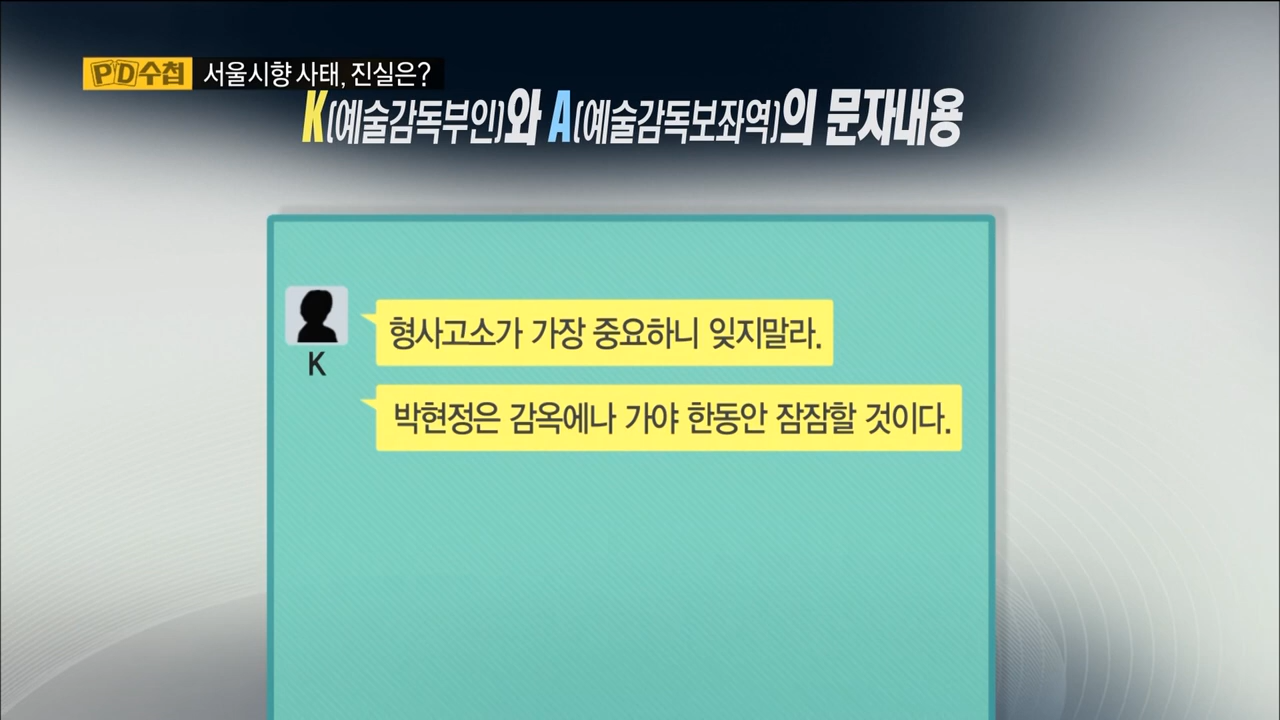 PD수첩 서울시향 사태, 진실은?
K(예술감독부인)와 A(예술감독보좌역)의 문자내용
형사고소가 가장 중요하니 잊지말라.
K
박현정은 감옥에나 가야 한동안 잠잠할 것이다.